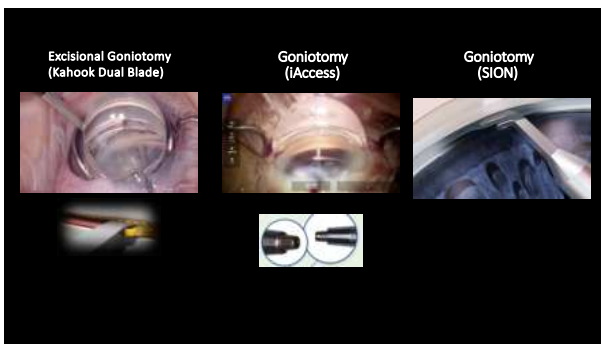 Excisional Goniotomy
(Kahook Dual Blade)
Goniotomy
(iAccess)
Goniotomy
(SION)